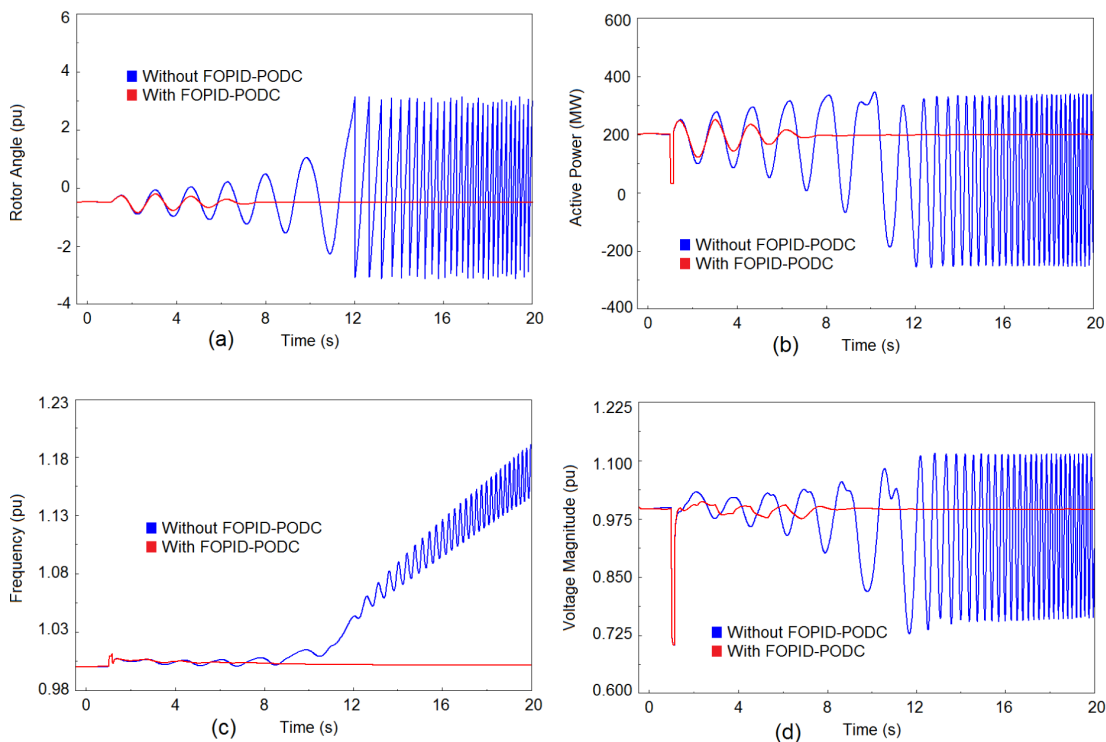 6
4
2
0
-2
-4
Rotor Angle (pu)
Without FOPID-PODC
With FOPID-PODC
0 4 8 12 16 20
Time (s)
(a)
600
400
200
0
-200
-400
Active Power (MW)
Without FOPID-PODC
With FOPID-PODC
0 4 8 12 16 20
Time (s)
(b)
1.23
1.18
1.13
1.08
1.03
0.98
Frequency (pu)
Without FOPID-PODC
With FOPID-PODC
0 4 8 12 16 20
Time (s)
(c)
1.225
1.100
0.975
0.850
0.725
0.600
Voltage Magnitude (pu)
Without FOPID-PODC
With FOPID-PODC
0 4 8 12 16 20
Time (s)
(d)